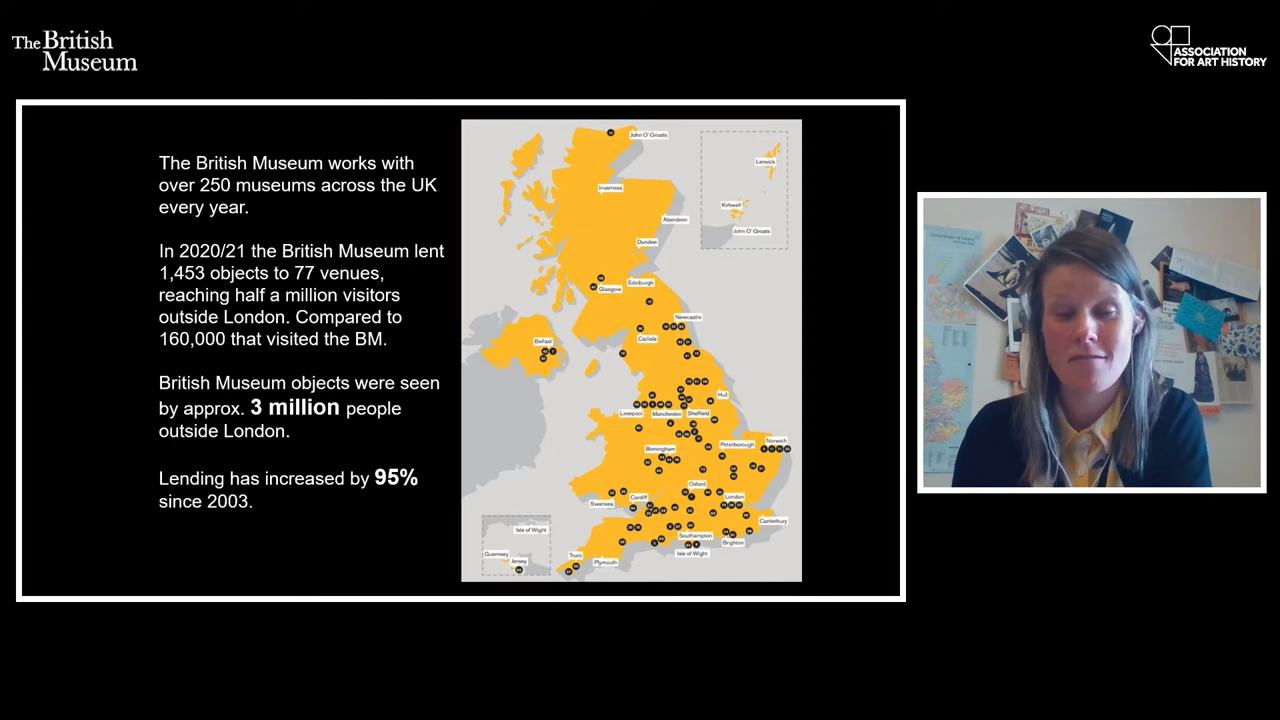 The British
Museum
ASSOCIATION
FOR ART HISTORY
The British Museum works with
over 250 museums across the UK
every year.
In 2020/21 the British Museum lent
1,453 objects to 77 venues,
reaching half a million visitors
outside London. Compared to
160,000 that visited the BM.
British Museum objects were seen
by approx. 3 million people
outside London.
Lending has increased by 95%
since 2003.
John O' Groats
Lerwick
Inverness
Kirkwell
Aberdeen
John O' Groats
Dundee
Edinburgh
Glasgow
Newcastle
Carlisle
Belfast
Hull
Liverpool
Manchester
Sheffield
Norwich
Peterborough
Birmingham
Oxford
Cardiff
London
Swansea
Canterbury
Isle of Wight
Southampton
Brighton
Isle of Wight
Guernsey
Jersey
Truro
Plymouth